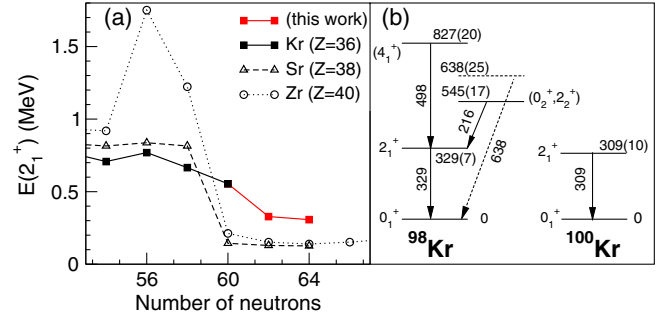 (a)
(this work)
Kr (Z=36)
Sr (Z=38)
Zr (Z=40)
E(2₁⁺) (MeV)
1.5
1
0.5
0
56
60
64
Number of neutrons
(b)
827(20)
(4₁⁺)
638(25)
545(17)
(0₂⁺,2₂⁺)
498
216
638
2₁⁺
329(7)
329
0₁⁺
0
⁹⁸Kr
309(10)
2₁⁺
309
0₁⁺
0
¹⁰⁰Kr